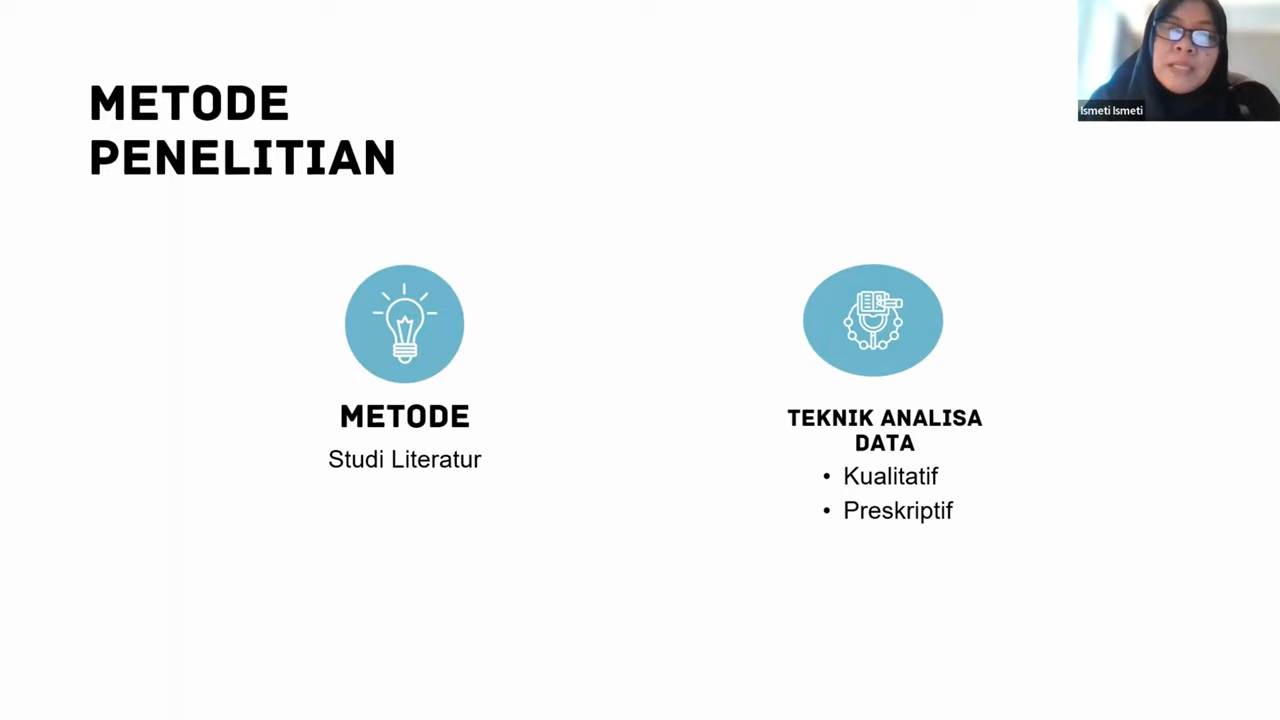 METODE
PENELITIAN
Ismeti Ismeti
METODE
Studi Literatur
TEKNIK ANALISA
DATA
• Kualitatif
• Preskriptif